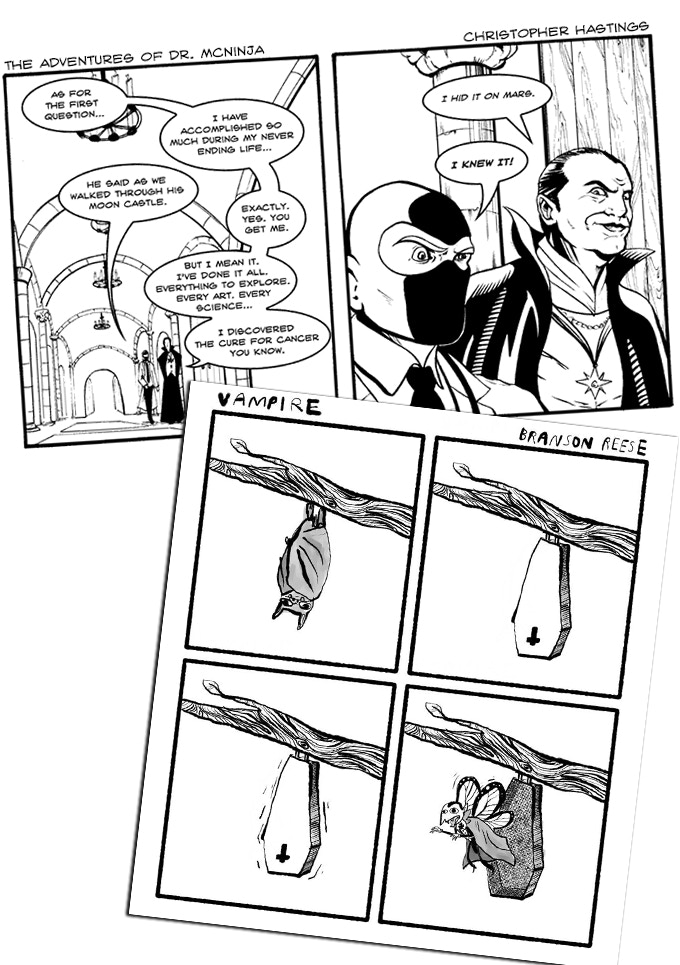 THE ADVENTURES OF DR. MCNINJA
CHRISTOPHER HASTINGS
AS FOR
THE FIRST
QUESTION...
I HAVE
ACCOMPLISHED SO
MUCH DURING MY NEVER
ENDING LIFE...
HE SAID AS WE
WALKED THROUGH HIS
MOON CASTLE.
EXACTLY.
YES. YOU
GET ME.
BUT I MEAN IT.
I'VE DONE IT ALL.
EVERYTHING TO EXPLORE.
EVERY ART. EVERY
SCIENCE...
I DISCOVERED
THE CURE FOR CANCER
YOU KNOW.
I HID IT ON MARS.
I KNEW IT!
VAMPIRE
BRANSON REESE